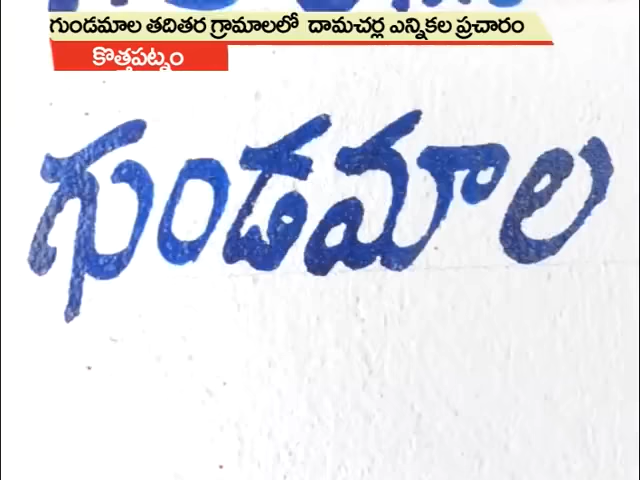 గుండమాల తదితర గ్రామాలలో దామచర్ల ఎన్నికల ప్రచారం
కొత్తపట్నం
గుండమాల